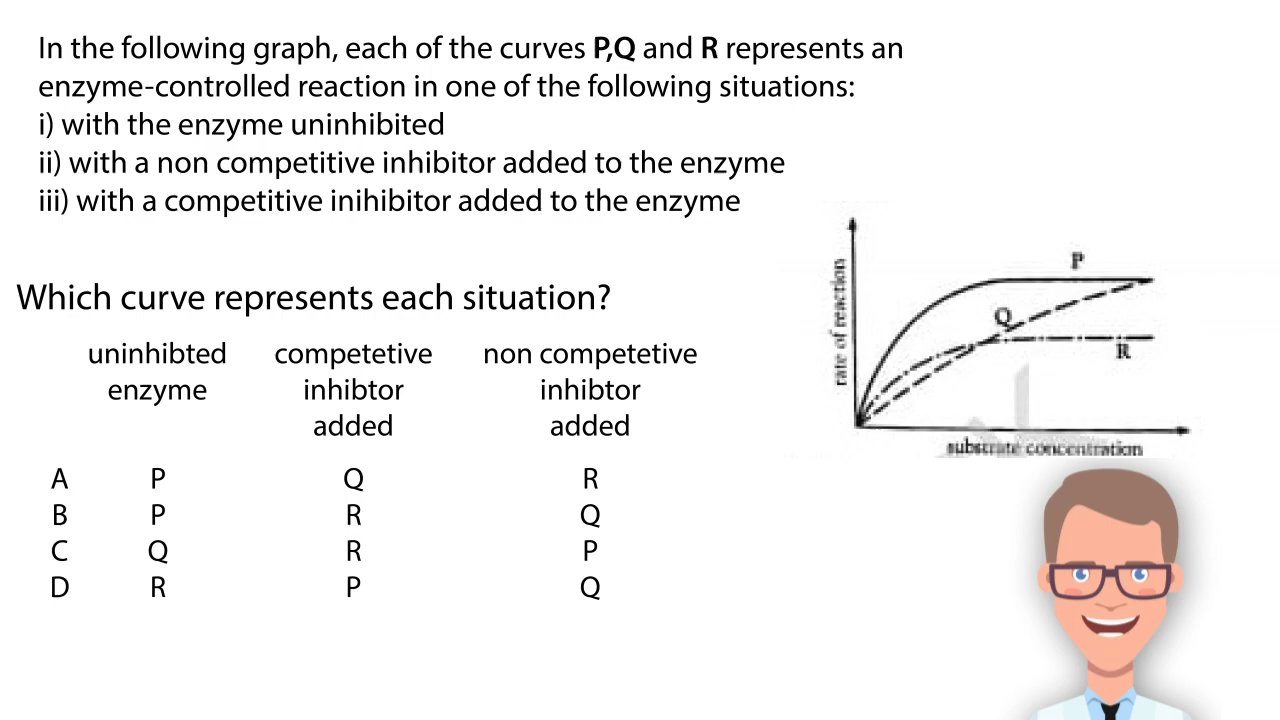 In the following graph, each of the curves P,Q and R represents an
enzyme-controlled reaction in one of the following situations:
i) with the enzyme uninhibited
ii) with a non competitive inhibitor added to the enzyme
iii) with a competitive inihibitor added to the enzyme
Which curve represents each situation?
uninhibted competetive non competetive
enzyme inhibtor inhibtor
added added
A P Q R
B P R Q
C Q R P
D R P Q
rate of reaction
P
Q
R
substrate concentration